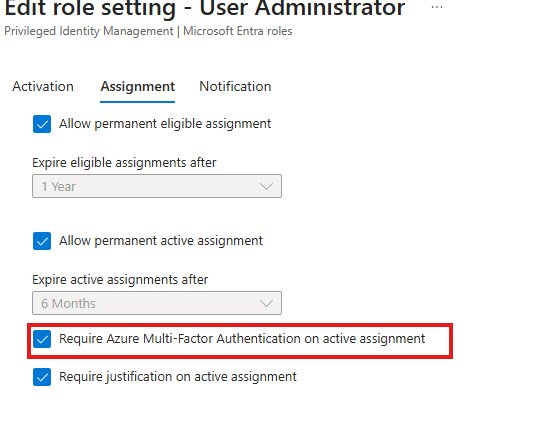 Edit role setting - User Administrator ...
Privileged Identity Management | Microsoft Entra roles
Activation Assignment Notification
Allow permanent eligible assignment
Expire eligible assignments after
1 Year
Allow permanent active assignment
Expire active assignments after
6 Months
Require Azure Multi-Factor Authentication on active assignment
Require justification on active assignment